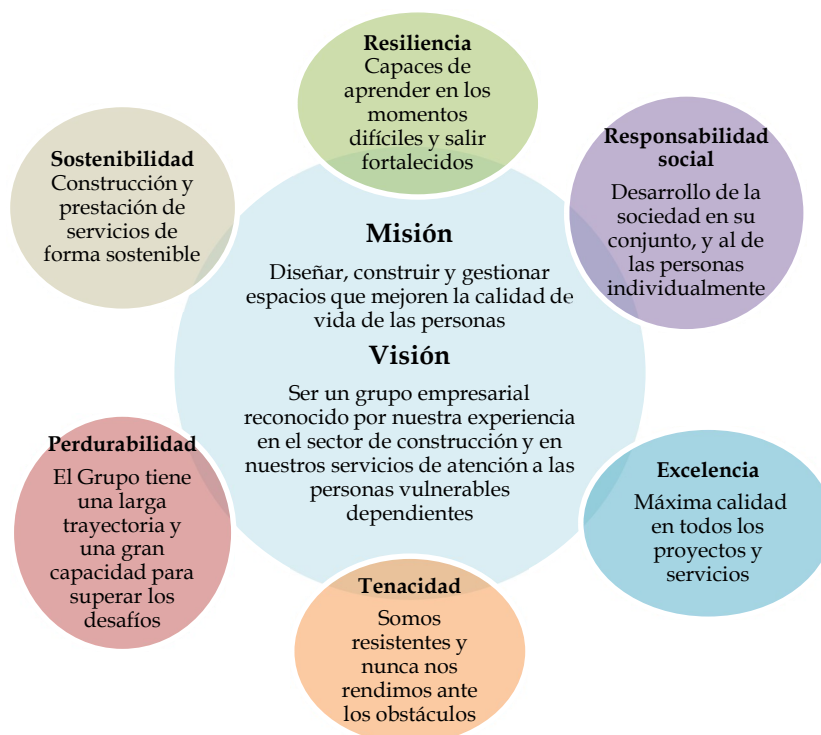 Resiliencia
Capaces de
aprender en los
momentos
difíciles y salir
fortalecidos
Responsabilidad
social
Desarrollo de la
sociedad en su
conjunto, y al de
las personas
individualmente
Sostenibilidad
Construcción y
prestación de
servicios de
forma sostenible
Misión
Diseñar, construir y gestionar
espacios que mejoren la calidad de
vida de las personas
Visión
Ser un grupo empresarial
reconocido por nuestra experiencia
en el sector de construcción y en
nuestros servicios de atención a las
personas vulnerables
dependientes
Perdurabilidad
El Grupo tiene
una larga
trayectoria y
una gran
capacidad para
superar los
desafíos
Excelencia
Máxima calidad
en todos los
proyectos y
servicios
Tenacidad
Somos
resistentes y
nunca nos
rendimos ante
los obstáculos